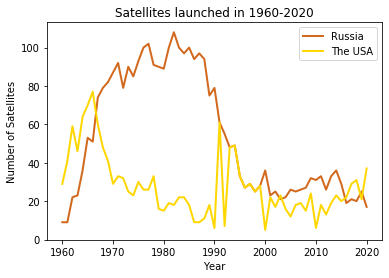 Satellites launched in 1960-2020
Russia
The USA
Number of Satellites
100
80
60
40
20
0
1960 1970 1980 1990 2000 2010 2020
Year